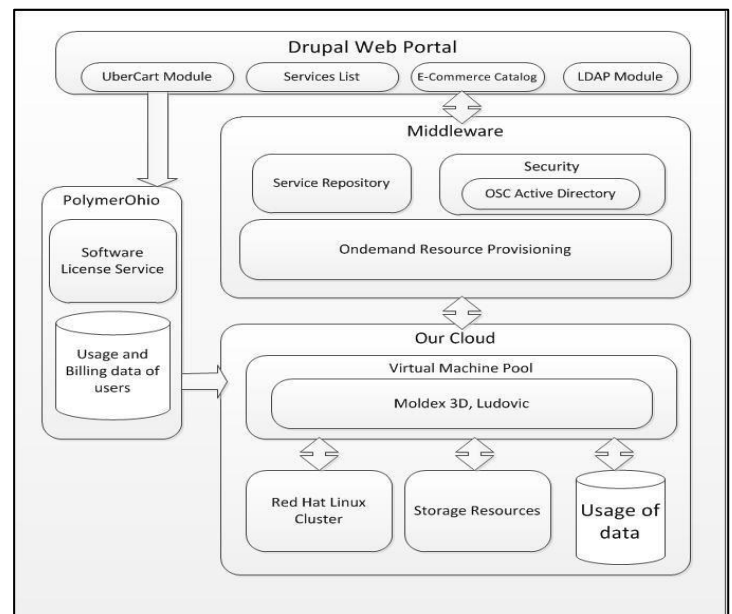 Drupal Web Portal
UberCart Module
Services List
E-Commerce Catalog
LDAP Module
Middleware
Service Repository
Security
OSC Active Directory
Ondemand Resource Provisioning
PolymerOhio
Software
License Service
Usage and
Billing data of
users
Our Cloud
Virtual Machine Pool
Moldex 3D, Ludovic
Red Hat Linux
Cluster
Storage Resources
Usage of
data